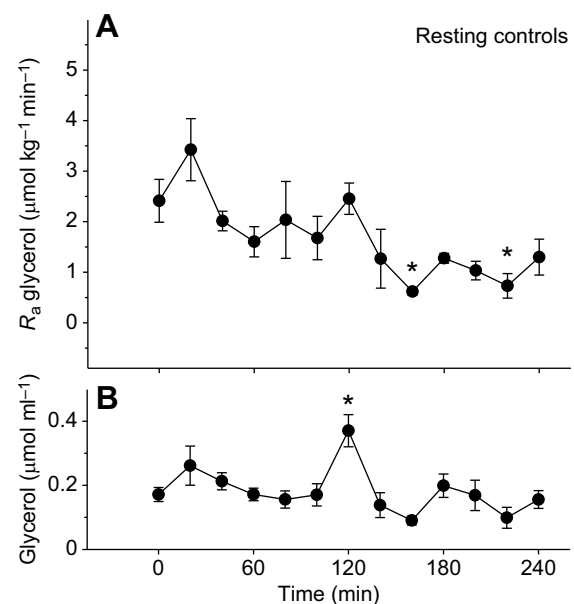 A
Resting controls
Ra glycerol (μmol kg⁻¹ min⁻¹)
5
4
3
2
1
0
*
*
B
Glycerol (μmol ml⁻¹)
0.4
0.2
0
*
0 60 120 180 240
Time (min)